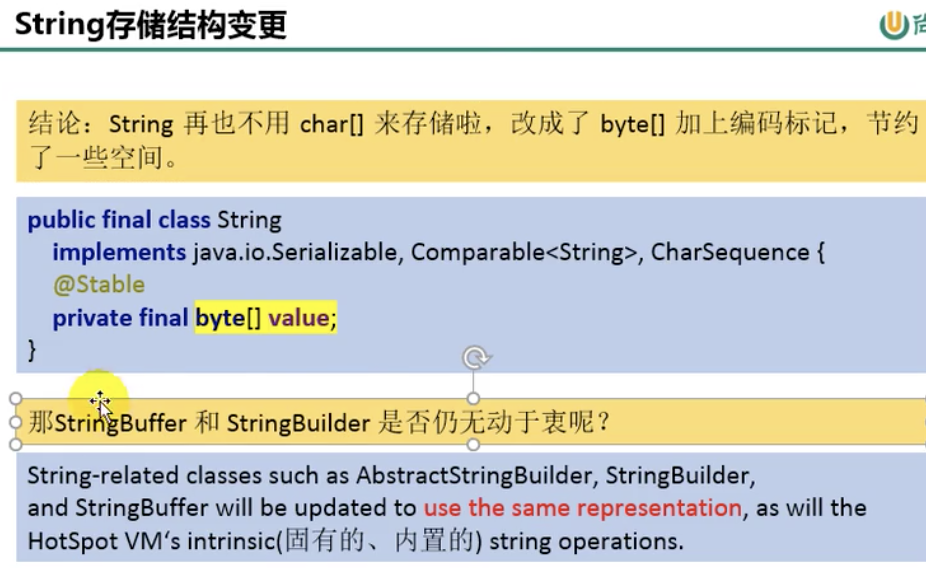 String存储结构变更
结论：String 再也不用 char[] 来存储啦，改成了 byte[] 加上编码标记，节约
了一些空间。
public final class String
implements java.io.Serializable, Comparable<String>, CharSequence {
@Stable
private final byte[] value;
}
那StringBuffer 和 StringBuilder 是否仍无动于衷呢？
String-related classes such as AbstractStringBuilder, StringBuilder,
and StringBuffer will be updated to use the same representation, as will the
HotSpot VM‘s intrinsic(固有的、内置的) string operations.